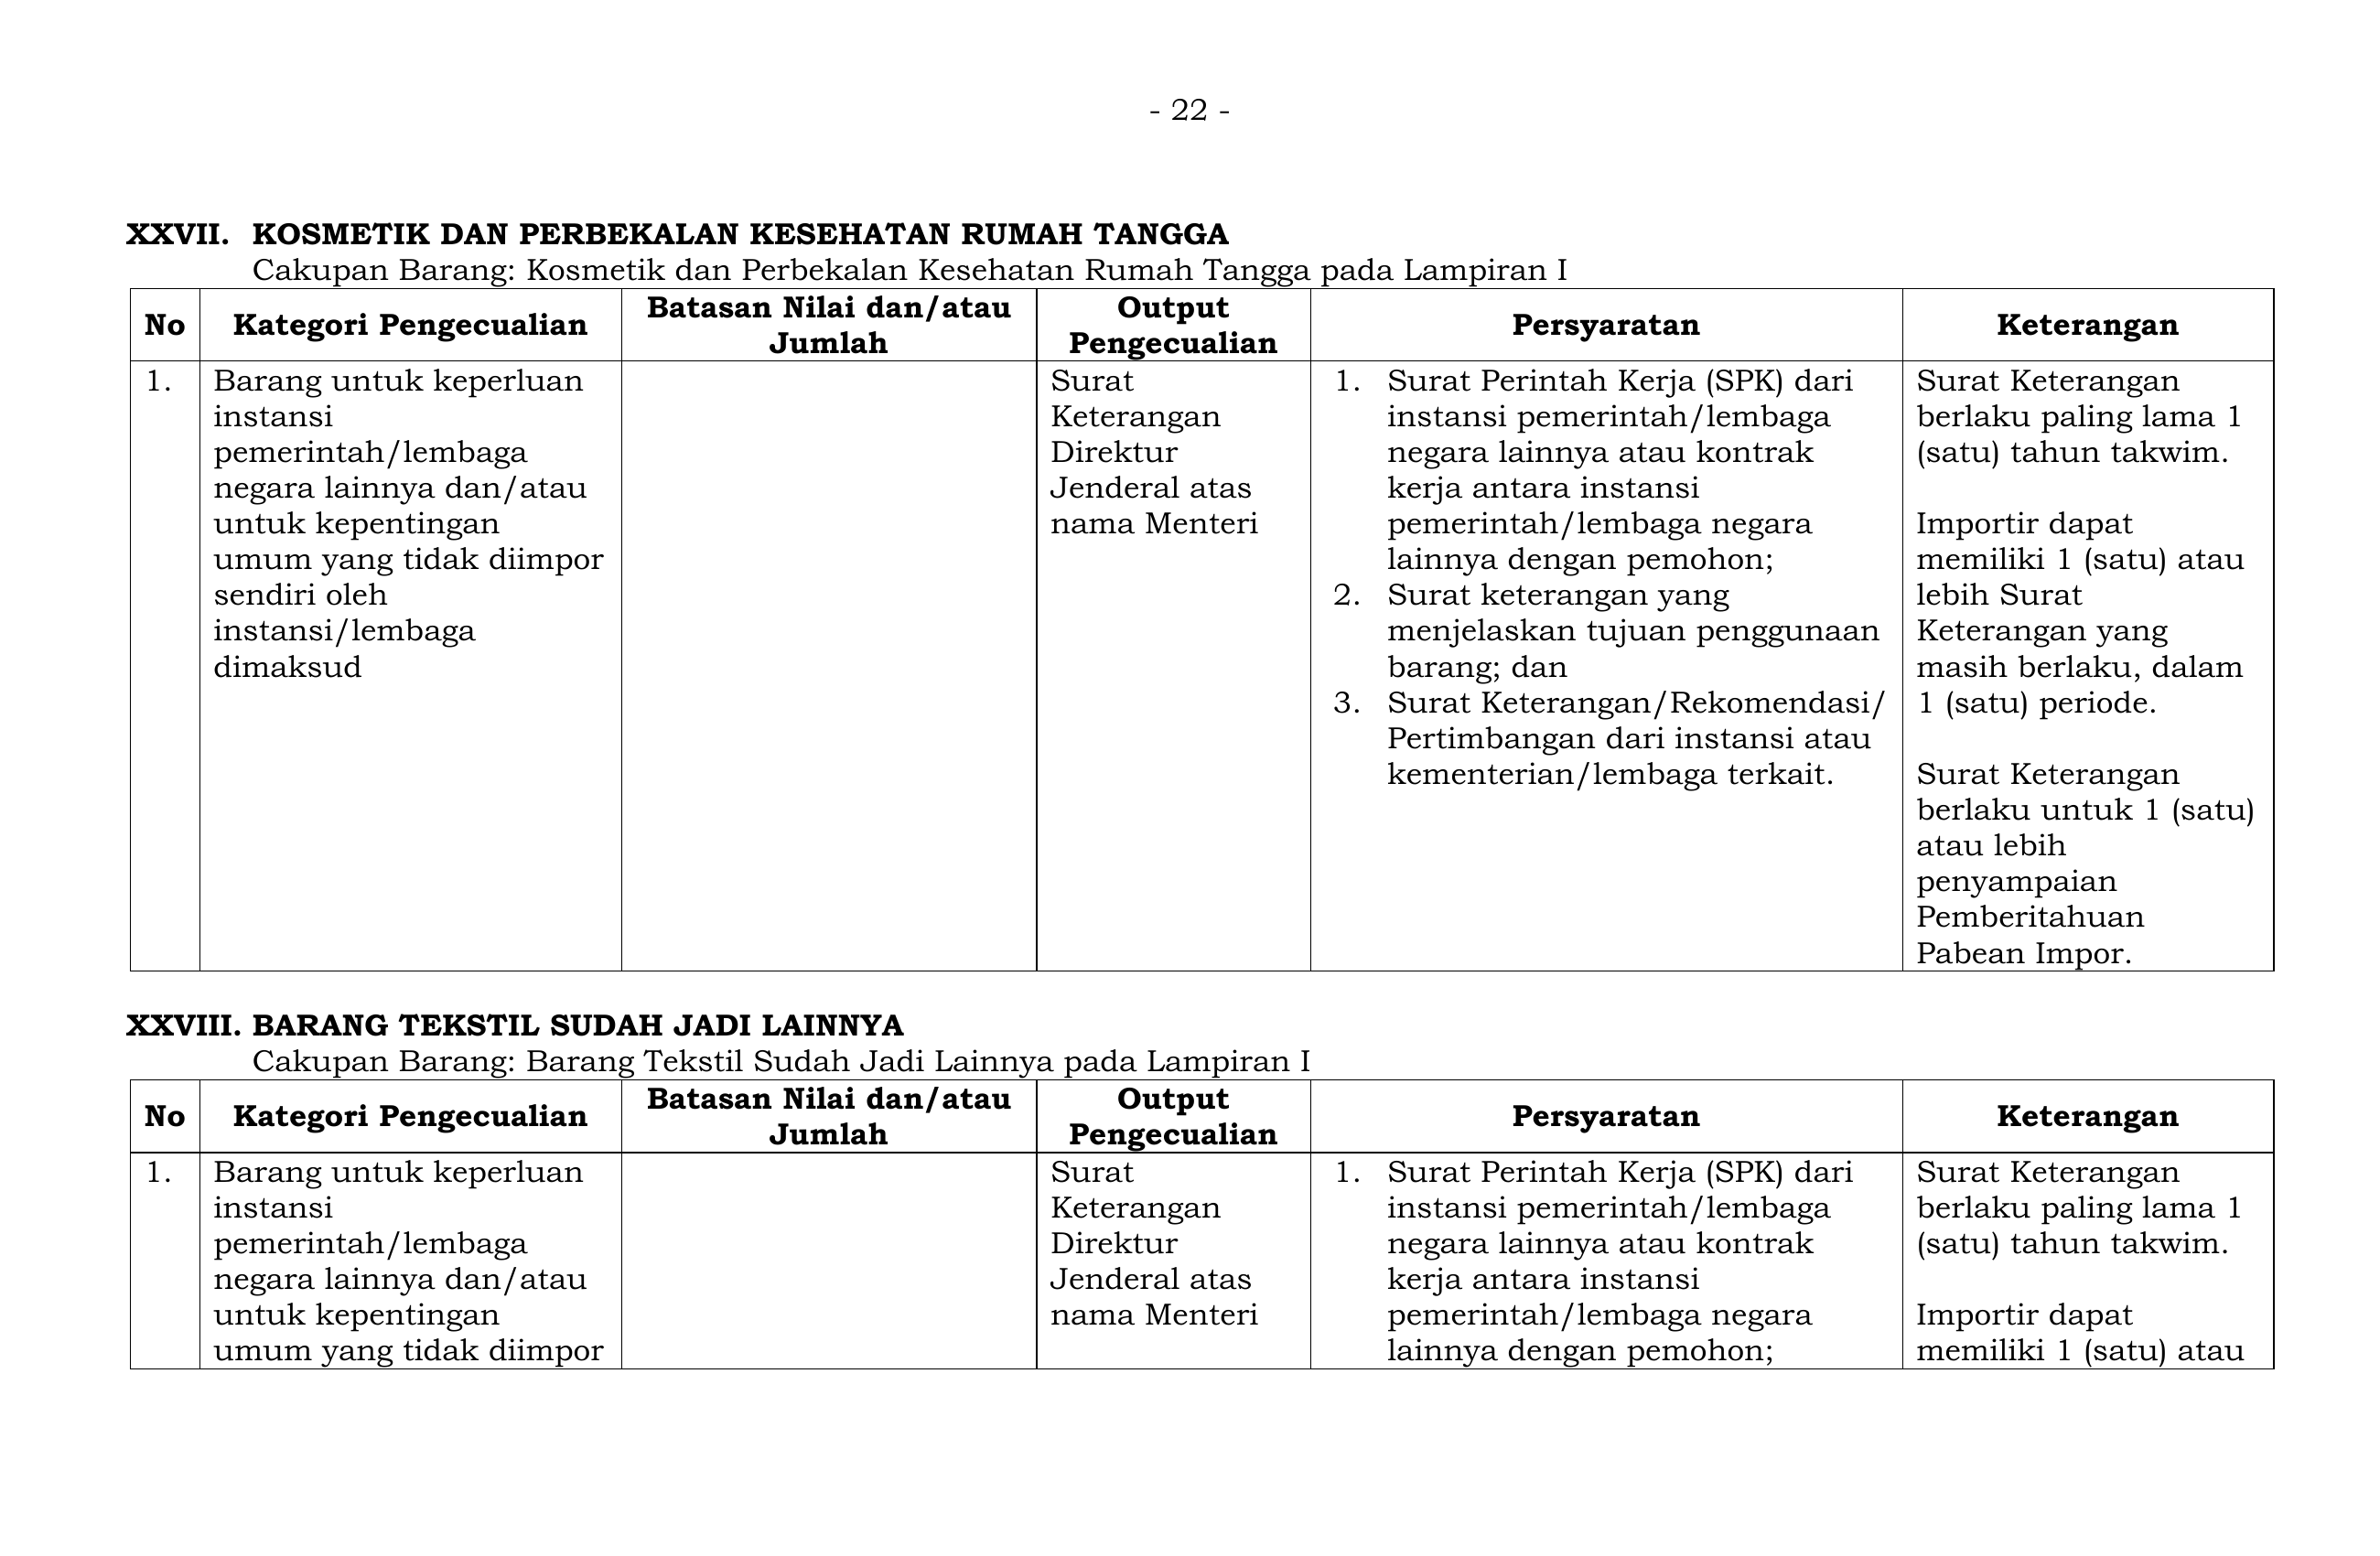 - 22 -
XXVII. KOSMETIK DAN PERBEKALAN KESEHATAN RUMAH TANGGA
Cakupan Barang: Kosmetik dan Perbekalan Kesehatan Rumah Tangga pada Lampiran I
No
Kategori Pengecualian
Batasan Nilai dan/atau
Jumlah
Output
Pengecualian
Persyaratan
Keterangan
1.
Barang untuk keperluan
instansi
pemerintah/lembaga
negara lainnya dan/atau
untuk kepentingan
umum yang tidak diimpor
sendiri oleh
instansi/lembaga
dimaksud
Surat
Keterangan
Direktur
Jenderal atas
nama Menteri
1. Surat Perintah Kerja (SPK) dari
instansi pemerintah/lembaga
negara lainnya atau kontrak
kerja antara instansi
pemerintah/lembaga negara
lainnya dengan pemohon;
2. Surat keterangan yang
menjelaskan tujuan penggunaan
barang; dan
3. Surat Keterangan/Rekomendasi/
Pertimbangan dari instansi atau
kementerian/lembaga terkait.
Surat Keterangan
berlaku paling lama 1
(satu) tahun takwim.
Importir dapat
memiliki 1 (satu) atau
lebih Surat
Keterangan yang
masih berlaku, dalam
1 (satu) periode.
Surat Keterangan
berlaku untuk 1 (satu)
atau lebih
penyampaian
Pemberitahuan
Pabean Impor.
XXVIII. BARANG TEKSTIL SUDAH JADI LAINNYA
Cakupan Barang: Barang Tekstil Sudah Jadi Lainnya pada Lampiran I
No
Kategori Pengecualian
Batasan Nilai dan/atau
Jumlah
Output
Pengecualian
Persyaratan
Keterangan
1.
Barang untuk keperluan
instansi
pemerintah/lembaga
negara lainnya dan/atau
untuk kepentingan
umum yang tidak diimpor
Surat
Keterangan
Direktur
Jenderal atas
nama Menteri
1. Surat Perintah Kerja (SPK) dari
instansi pemerintah/lembaga
negara lainnya atau kontrak
kerja antara instansi
pemerintah/lembaga negara
lainnya dengan pemohon;
Surat Keterangan
berlaku paling lama 1
(satu) tahun takwim.
Importir dapat
memiliki 1 (satu) atau